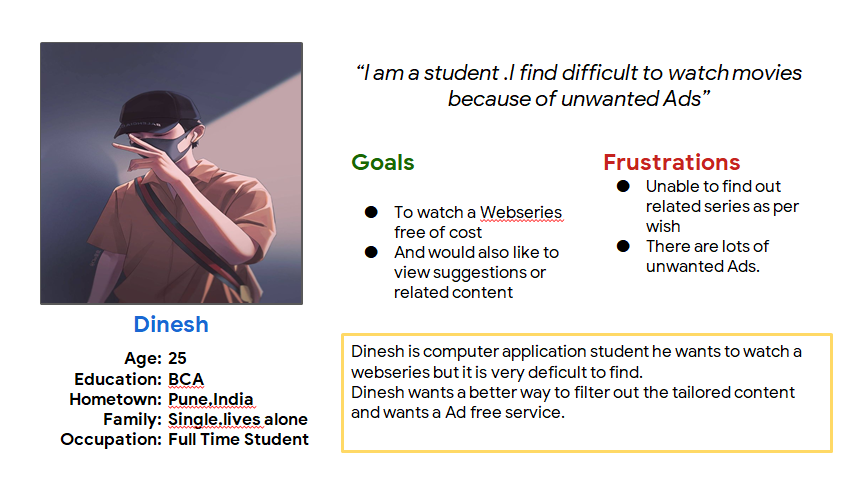 “I am a student .I find difficult to watch movies
because of unwanted Ads”
Goals
● To watch a Webseries
free of cost
● And would also like to
view suggestions or
related content
Frustrations
● Unable to find out
related series as per
wish
● There are lots of
unwanted Ads.
Dinesh
Age: 25
Education: BCA
Hometown: Pune,India
Family: Single.lives alone
Occupation: Full Time Student
Dinesh is computer application student he wants to watch a
webseries but it is very deficult to find.
Dinesh wants a better way to filter out the tailored content
and wants a Ad free service.